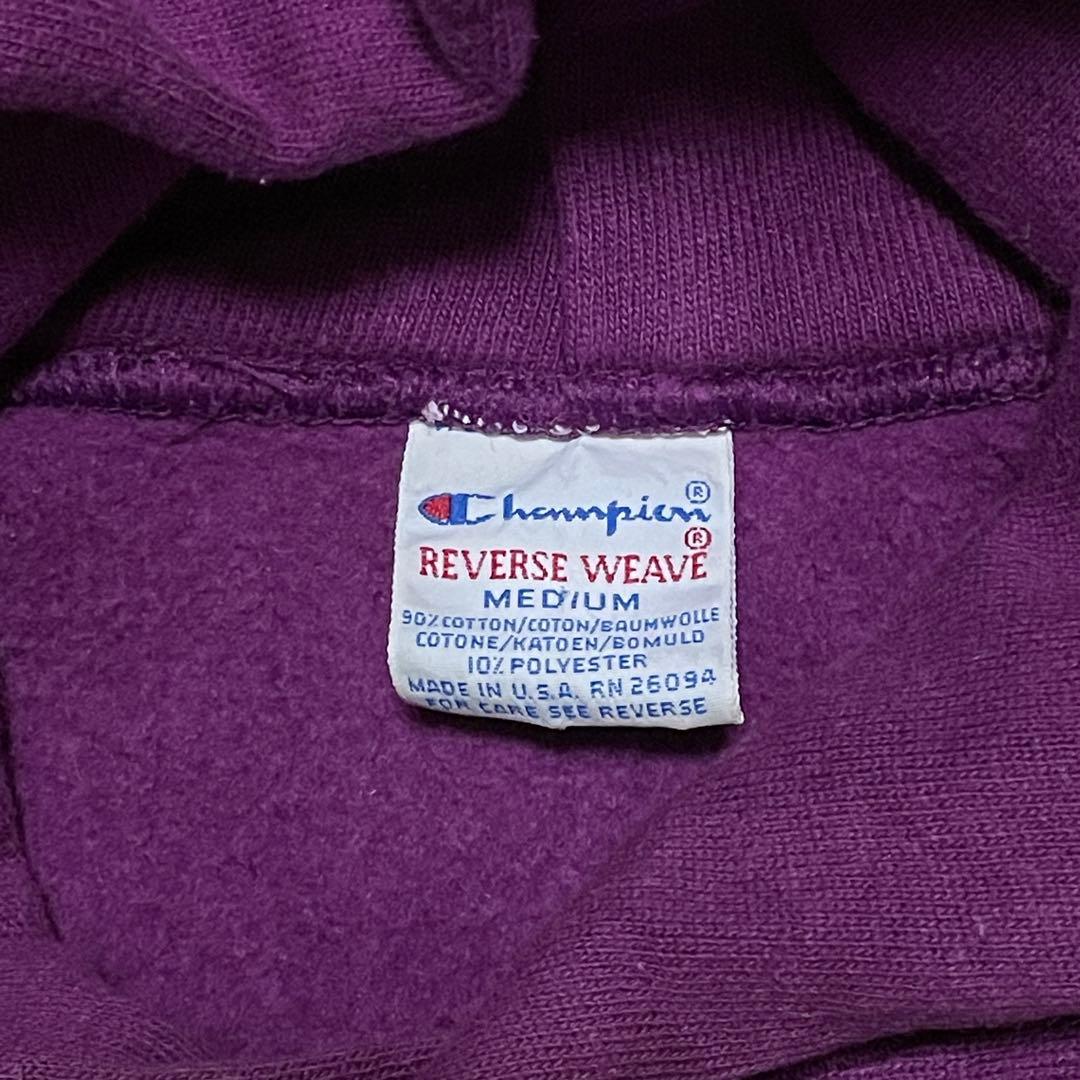 Champion®
REVERSE WEAVE®
MEDIUM
90% COTTON/COTON/BAUMWOLLE
COTONE/KATOEN/BOMULD
10% POLYESTER
MADE IN U.S.A. RN 26094
FOR CARE SEE REVERSE